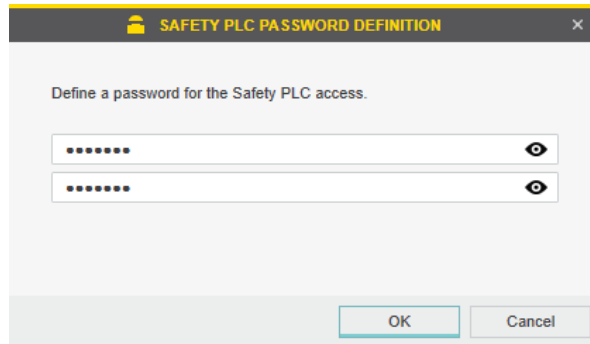 SAFETY PLC PASSWORD DEFINITION
Define a password for the Safety PLC access.
•••••••
•••••••
OK Cancel